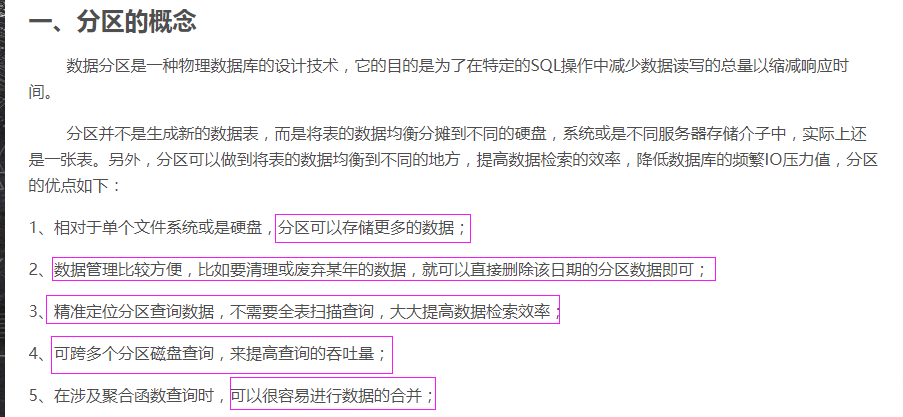 一、分区的概念
数据分区是一种物理数据库的设计技术，它的目的是为了在特定的SQL操作中减少数据读写的总量以缩减响应时
间。
分区并不是生成新的数据表，而是将表的数据均衡分摊到不同的硬盘，系统或是不同服务器存储介子中，实际上还
是一张表。另外，分区可以做到将表的数据均衡到不同的地方，提高数据检索的效率，降低数据库的频繁IO压力值，分区
的优点如下：
1、相对于单个文件系统或是硬盘，分区可以存储更多的数据；
2、数据管理比较方便，比如要清理或废弃某年的数据，就可以直接删除该日期的分区数据即可；
3、精准定位分区查询数据，不需要全表扫描查询，大大提高数据检索效率；
4、可跨多个分区磁盘查询，来提高查询的吞吐量；
5、在涉及聚合函数查询时，可以很容易进行数据的合并；